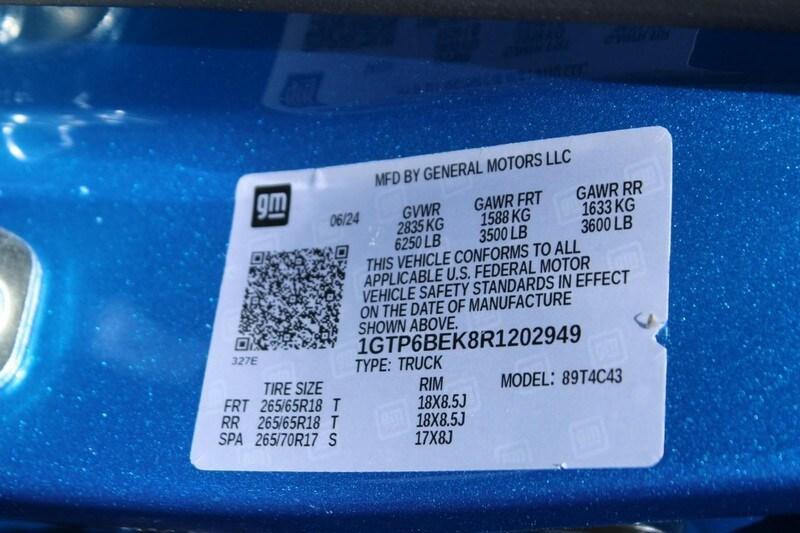 MFD BY GENERAL MOTORS LLC
gm
06/24
GVWR GAWR FRT GAWR RR
2835 KG 1588 KG 1633 KG
6250 LB 3500 LB 3600 LB
THIS VEHICLE CONFORMS TO ALL
APPLICABLE U.S. FEDERAL MOTOR
VEHICLE SAFETY STANDARDS IN EFFECT
ON THE DATE OF MANUFACTURE
SHOWN ABOVE.
327E
1GTP6BEK8R1202949
TYPE: TRUCK
MODEL: 89T4C43
TIRE SIZE RIM
FRT 265/65R18 T 18X8.5J
RR 265/65R18 T 18X8.5J
SPA 265/70R17 S 17X8J